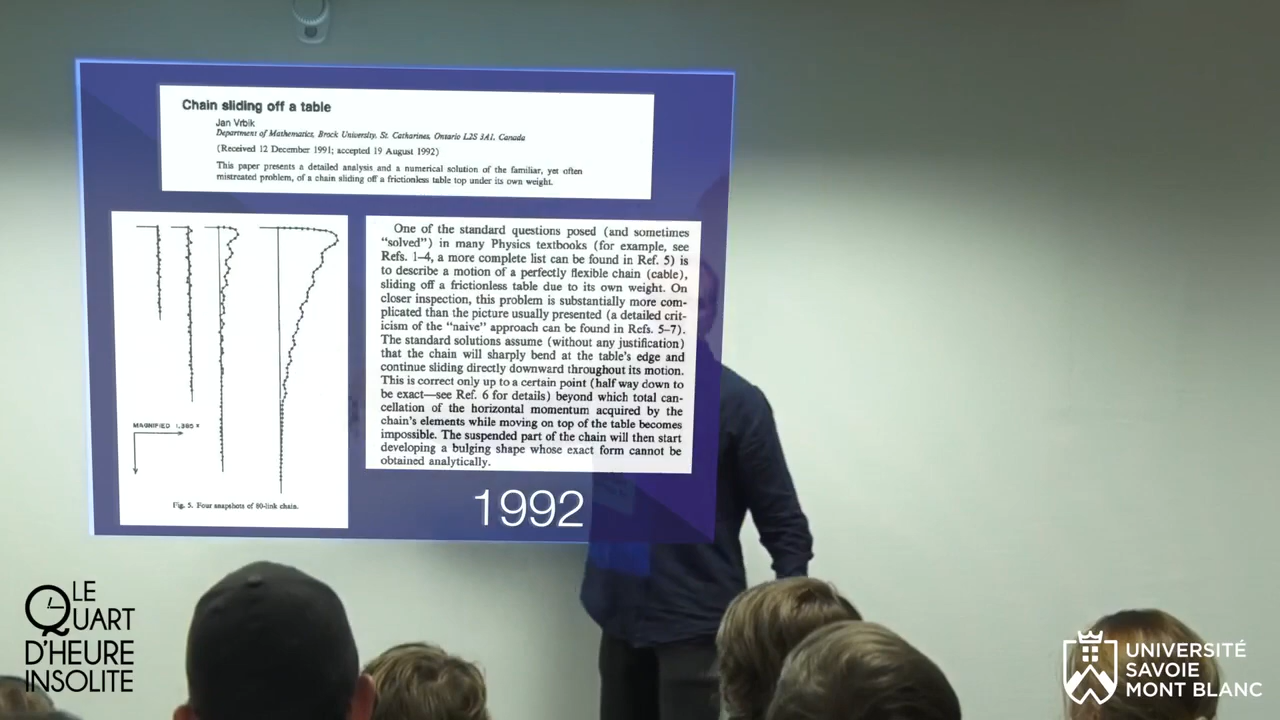 Chain sliding off a table
Jan Vrbik
Department of Mathematics, Brock University, St. Catharines, Ontario L2S 3A1, Canada
(Received 12 December 1991; accepted 19 August 1992)
This paper presents a detailed analysis and a numerical solution of the familiar, yet often
mistreated problem, of a chain sliding off a frictionless table top under its own weight.
MAGNIFIED 1,385 x
Fig. 5. Four snapshots of 80-link chain.
One of the standard questions posed (and sometimes
“solved”) in many Physics textbooks (for example, see
Refs. 1–4, a more complete list can be found in Ref. 5) is
to describe a motion of a perfectly flexible chain (cable),
sliding off a frictionless table due to its own weight. On
closer inspection, this problem is substantially more com-
plicated than the picture usually presented (a detailed crit-
icism of the “naive” approach can be found in Refs. 5–7).
The standard solutions assume (without any justification)
that the chain will sharply bend at the table's edge and
continue sliding directly downward throughout its motion.
This is correct only up to a certain point (half way down to
be exact—see Ref. 6 for details) beyond which total can-
cellation of the horizontal momentum acquired by the
chain's elements while moving on top of the table becomes
impossible. The suspended part of the chain will then start
developing a bulging shape whose exact form cannot be
obtained analytically.
1992
LE
QUART
D'HEURE
INSOLITE
UNIVERSITÉ
SAVOIE
MONT BLANC